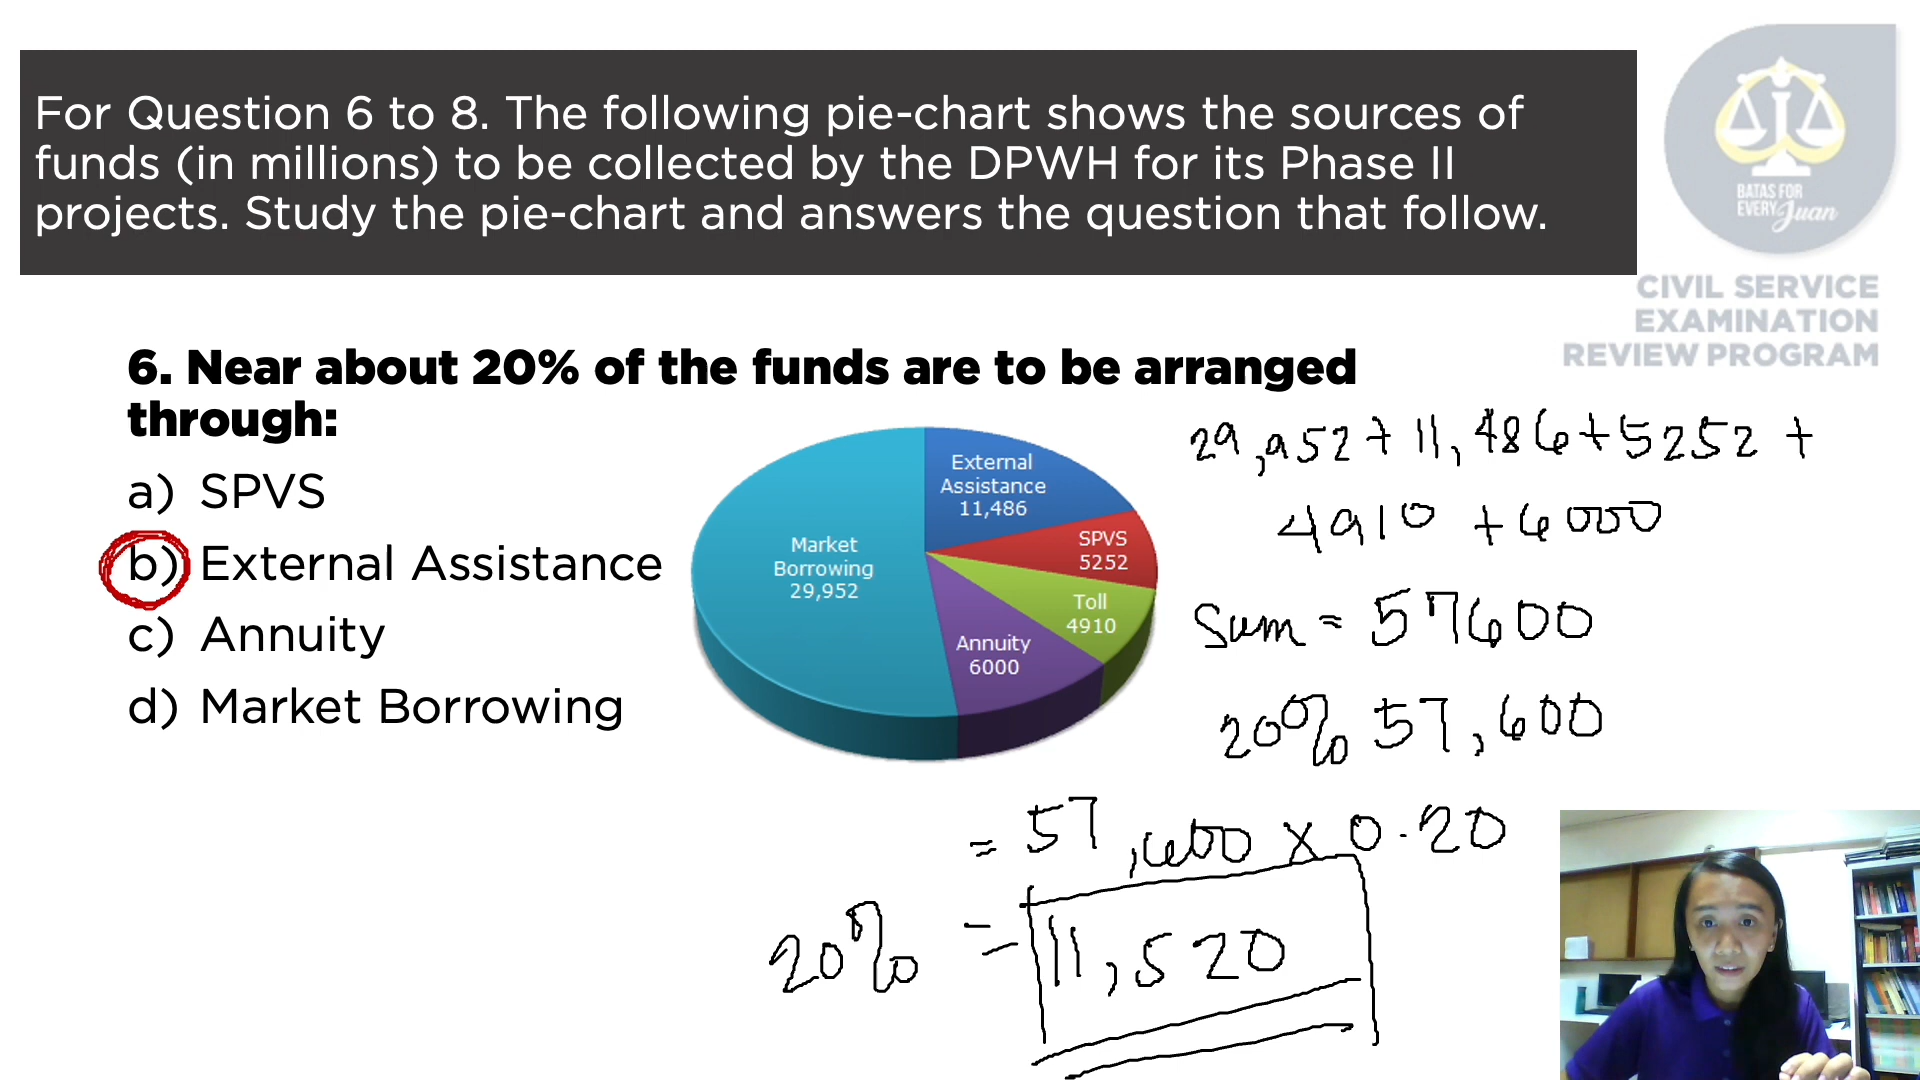 For Question 6 to 8. The following pie-chart shows the sources of
funds (in millions) to be collected by the DPWH for its Phase II
projects. Study the pie-chart and answers the question that follow.
BATAS FOR
EVERY Juan
CIVIL SERVICE
EXAMINATION
REVIEW PROGRAM
6. Near about 20% of the funds are to be arranged
through:
a) SPVS
b) External Assistance
c) Annuity
d) Market Borrowing
External
Assistance
11,486
SPVS
5252
Toll
4910
Annuity
6000
Market
Borrowing
29,952
29,952 + 11,486 + 5252 +
4910 + 6000
Sum = 57600
20% 57,600
= 57,600 x 0.20
20% = 11,520